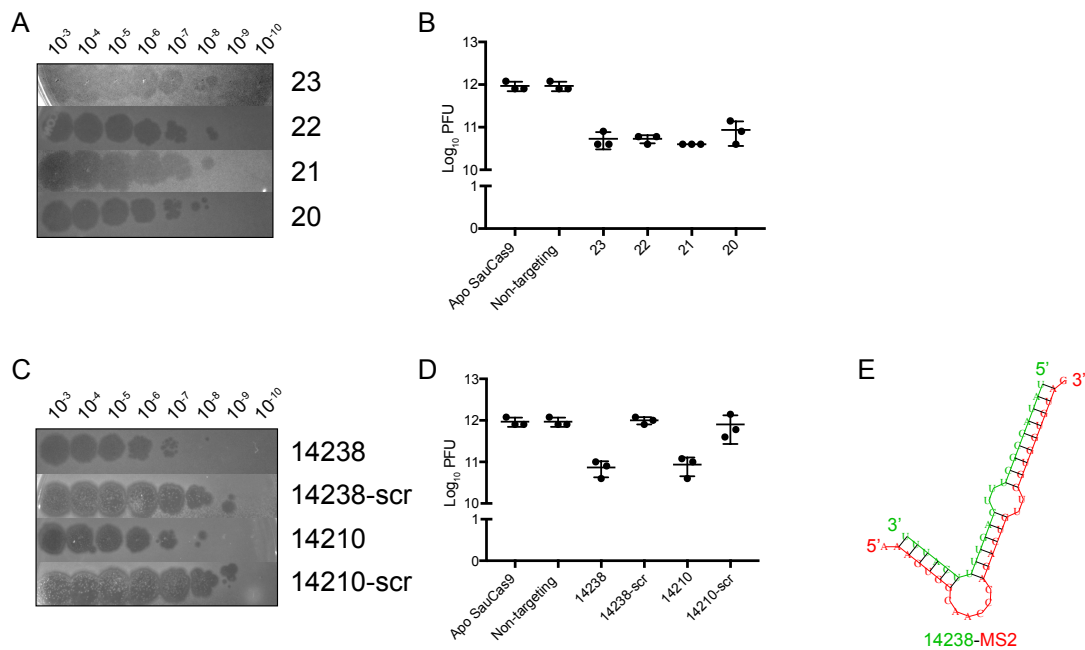 A
10-3 10-4 10-5 10-6 10-7 10-8 10-9 10-10
23
22
21
20
B
Log10 PFU
13
12
11
10
1
0
Apo SauCas9
Non-targeting
23
22
21
20
C
10-3 10-4 10-5 10-6 10-7 10-8 10-9 10-10
14238
14238-scr
14210
14210-scr
D
Log10 PFU
13
12
11
10
1
0
Apo SauCas9
Non-targeting
14238
14238-scr
14210
14210-scr
E
5’ 3’
3’
5’
14238-MS2